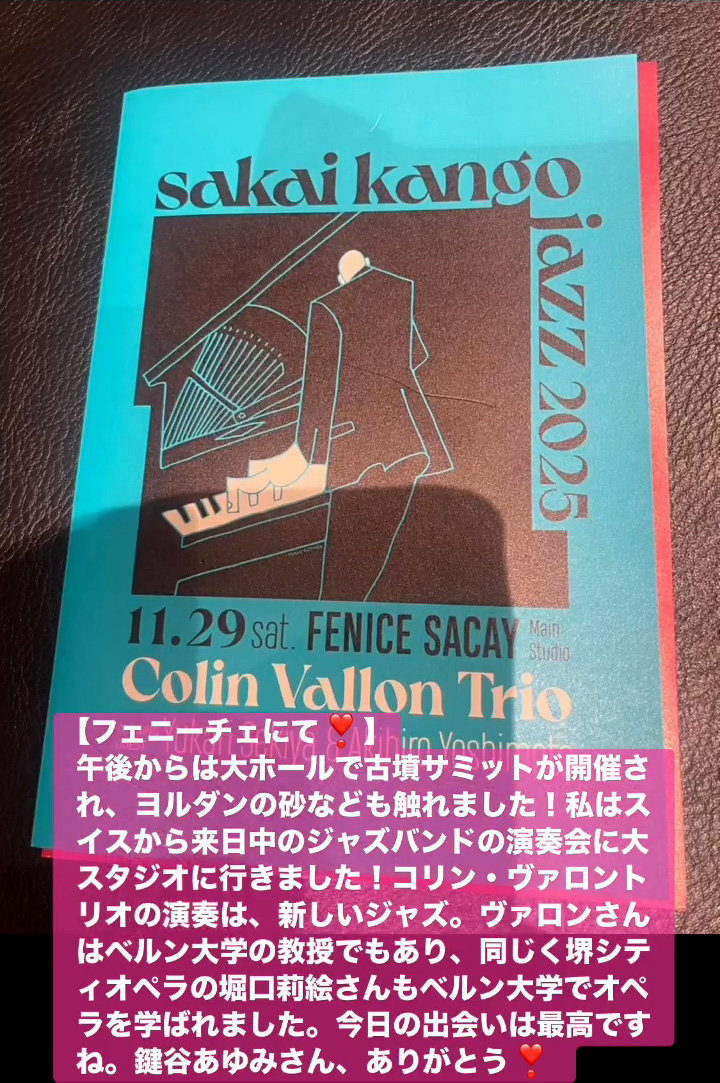 sakai kango
jazz 2025
11.29 sat. FENICE SACAY Main
Studio
Colin Vallon Trio
Yukari Sekiya & Akihiro Yoshimoto
【フェニーチェにて❣️】
午後からは大ホールで古墳サミットが開催さ
れ、ヨルダンの砂なども触れました！私はス
イスから来日中のジャズバンドの演奏会に大
スタジオに行きました！コリン・ヴァロント
リオの演奏は、新しいジャズ。ヴァロンさん
はベルン大学の教授でもあり、同じく堺シテ
ィオペラの堀口莉絵さんもベルン大学でオペ
ラを学ばれました。今日の出会いは最高です
ね。鍵谷あゆみさん、ありがとう❣️